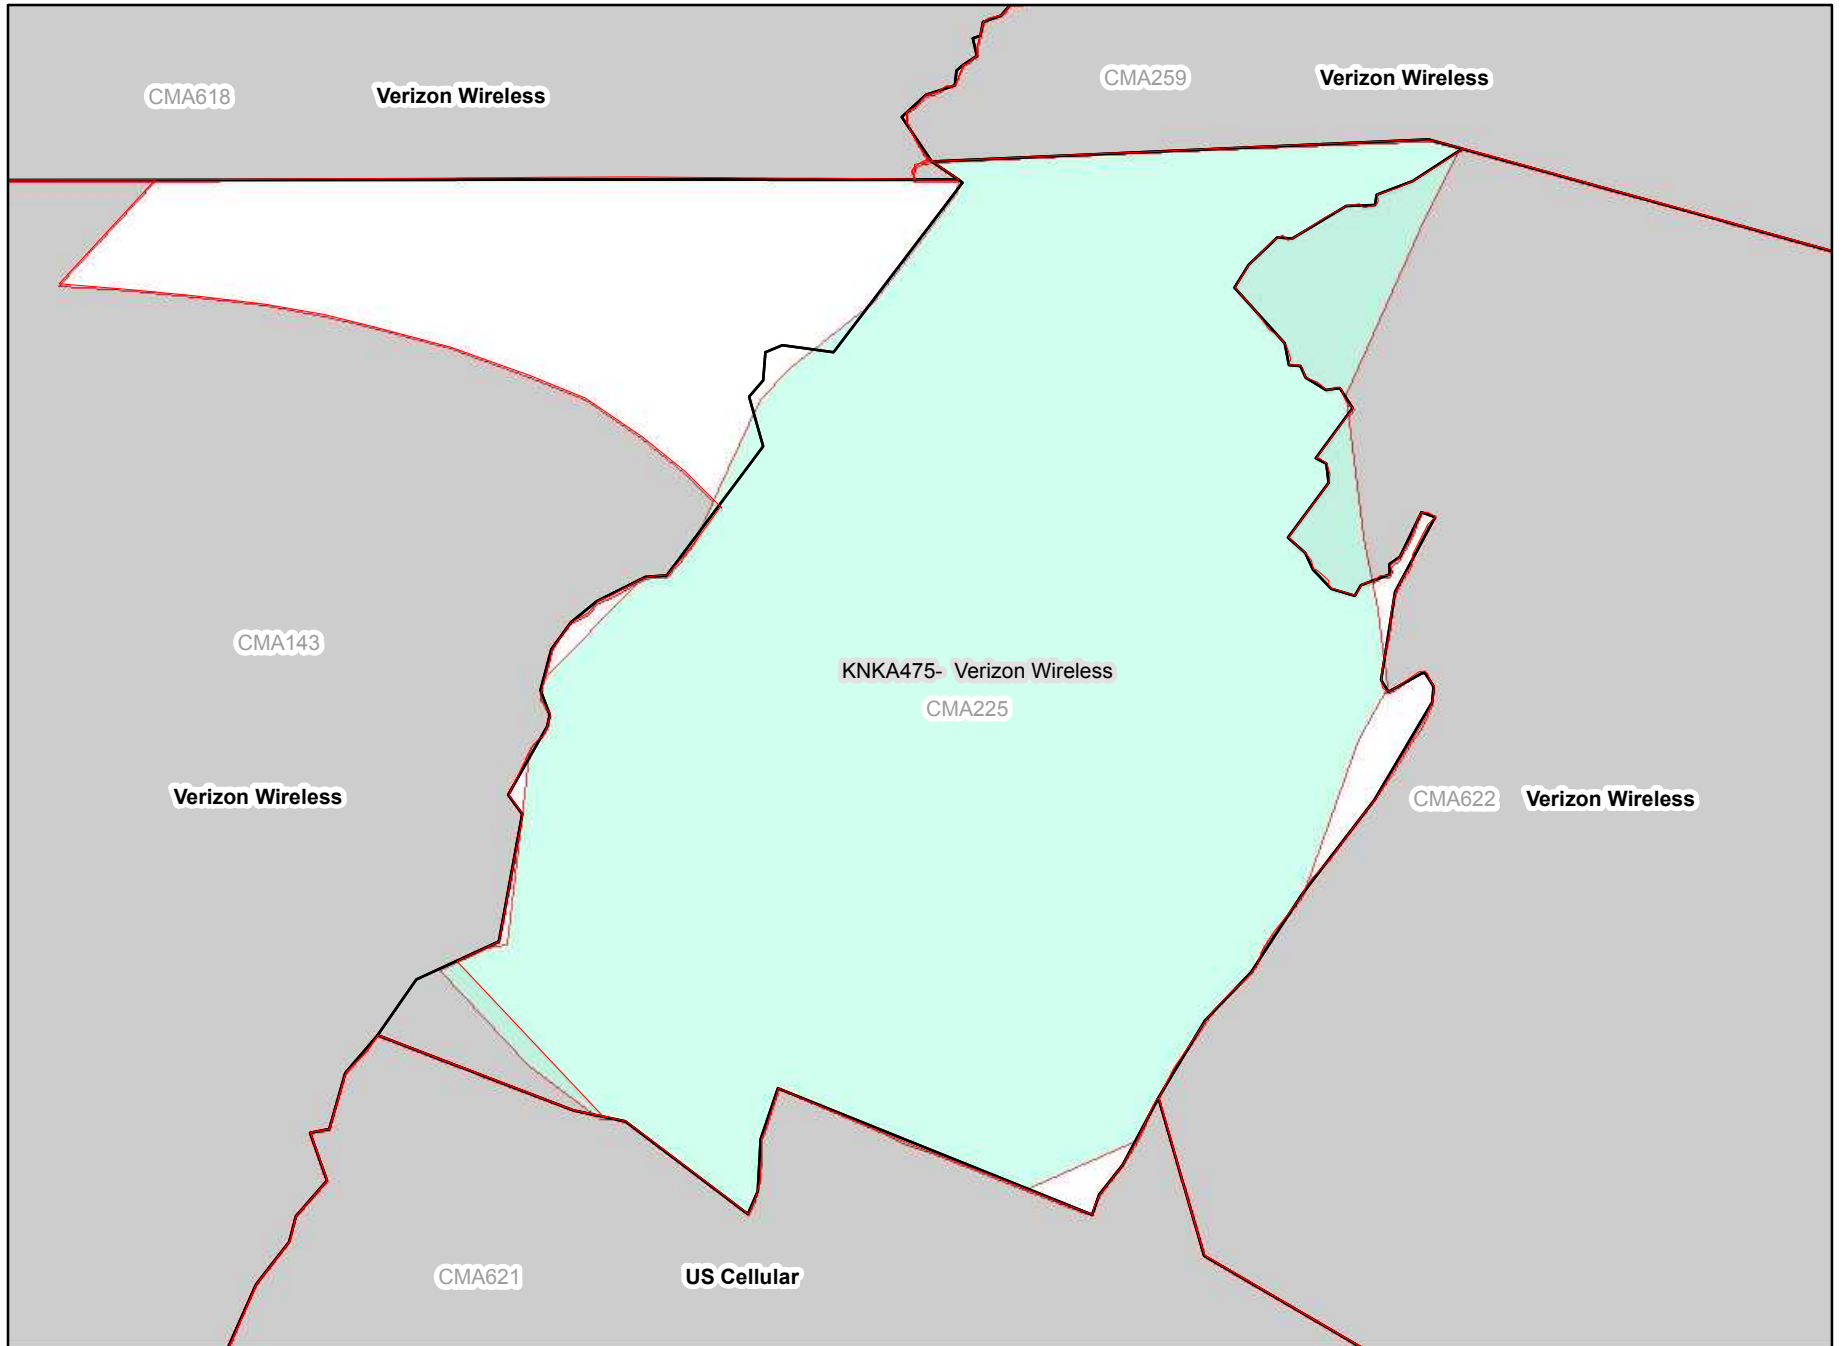 CMA618 Verizon Wireless
CMA259 Verizon Wireless
CMA143
KNKA475- Verizon Wireless
CMA225
Verizon Wireless
CMA622 Verizon Wireless
CMA621 US Cellular